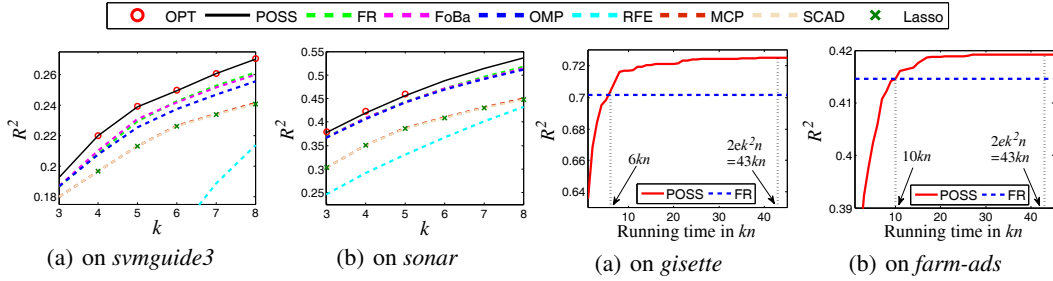 OPT POSS FR FoBa OMP RFE MCP SCAD Lasso
R²
0.26
0.24
0.22
0.2
0.18
3 4 5 6 7 8
k
(a) on svmguide3
R²
0.55
0.5
0.45
0.4
0.35
0.3
0.25
3 4 5 6 7 8
k
(b) on sonar
R²
0.72
0.7
0.68
0.66
0.64
6kn
2ek²n
=43kn
POSS FR
10 20 30 40
Running time in kn
(a) on gisette
R²
0.42
0.41
0.4
0.39
10kn
2ek²n
=43kn
POSS FR
10 20 30 40
Running time in kn
(b) on farm-ads